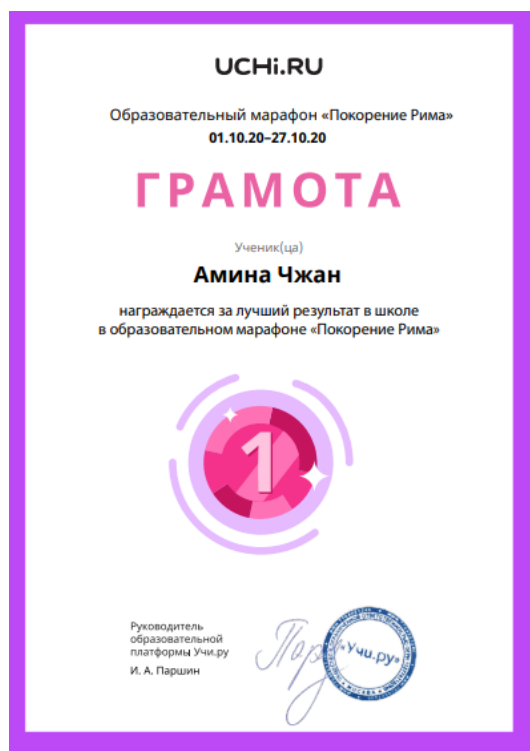 UCHi.RU
Образовательный марафон «Покорение Рима»
01.10.20–27.10.20
ГРАМОТА
Ученик(ца)
Амина Чжан
награждается за лучший результат в школе
в образовательном марафоне «Покорение Рима»
1
Руководитель
образовательной
платформы Учи.ру
И. А. Паршин
«Учи.ру»